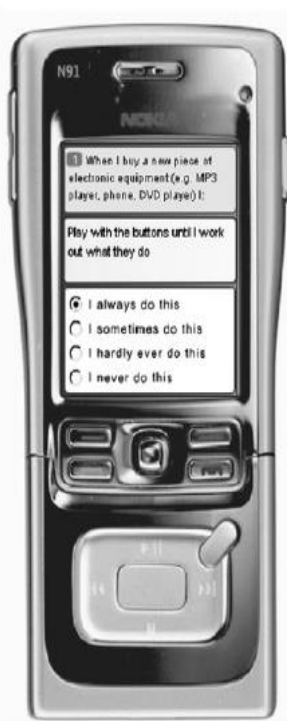 N91
NOKIA
1 When I buy a new piece of
electronic equipment (e.g. MP3
player, phone, DVD player) I:
Play with the buttons until I work
out what they do
I always do this
I sometimes do this
I hardly ever do this
I never do this